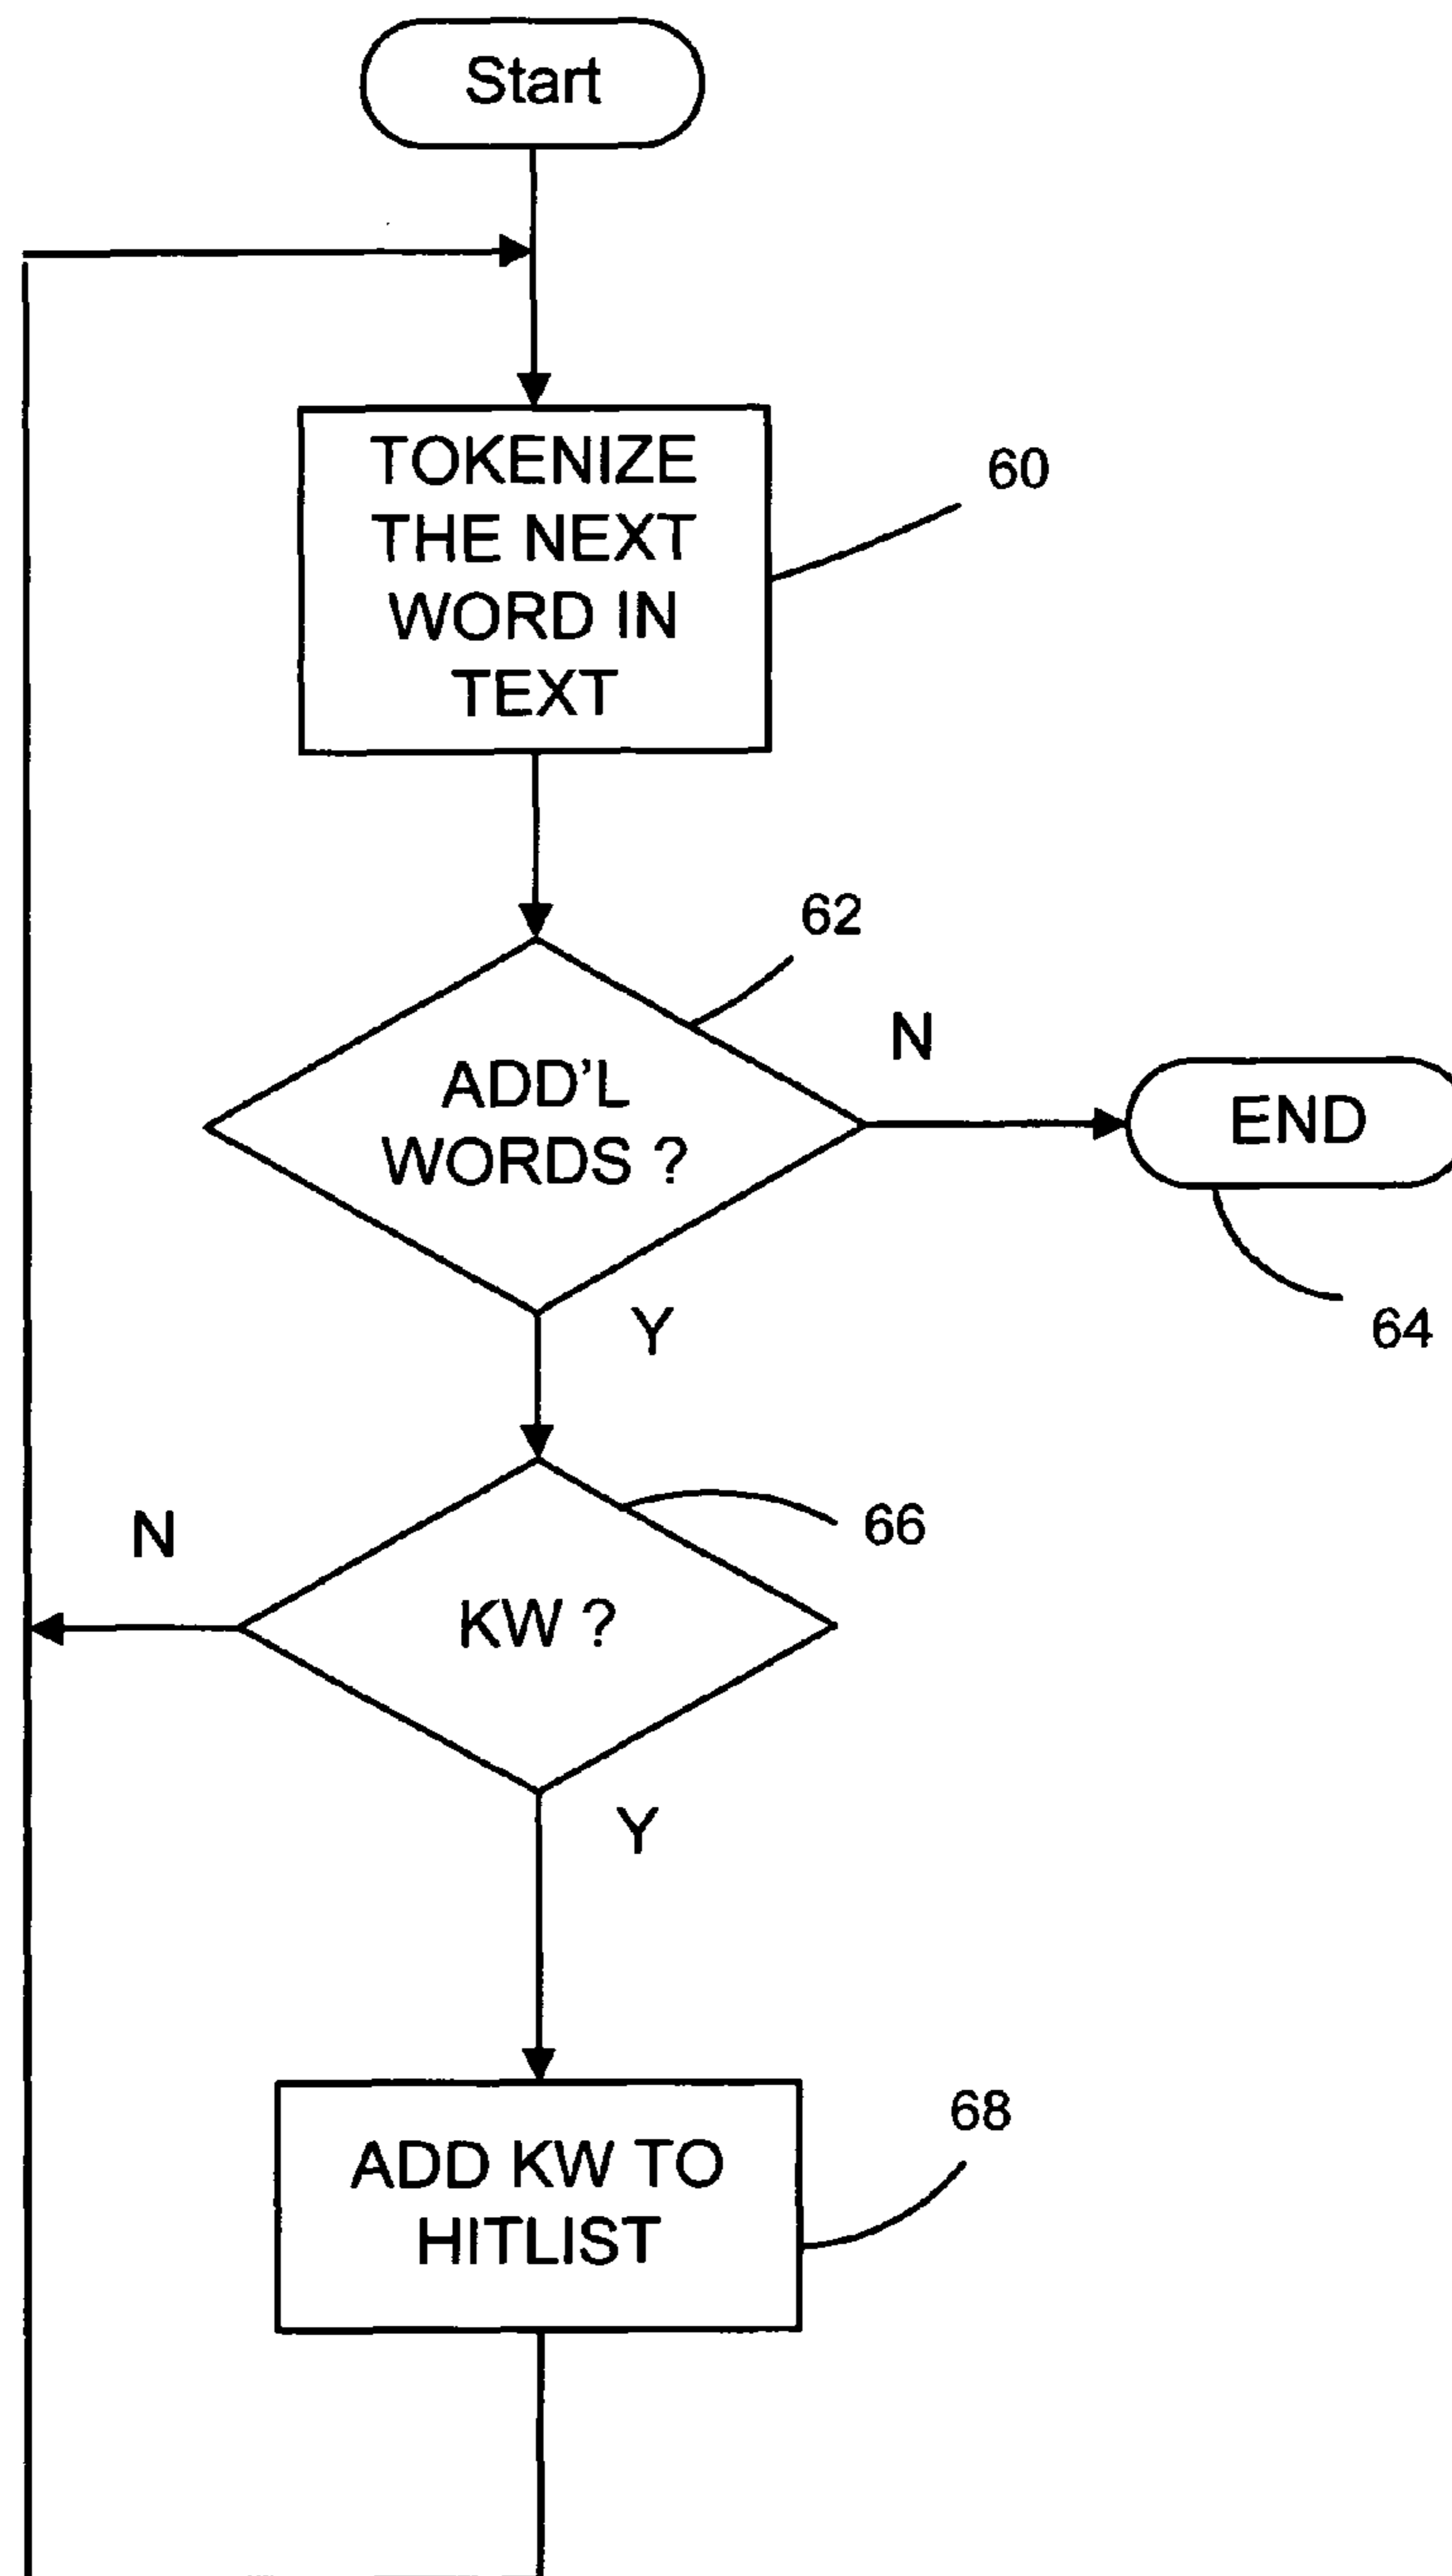 Start
TOKENIZE
THE NEXT
WORD IN
TEXT
60
62
ADD’L
WORDS ?
N
END
Y
64
66
N
KW ?
Y
68
ADD KW TO
HITLIST